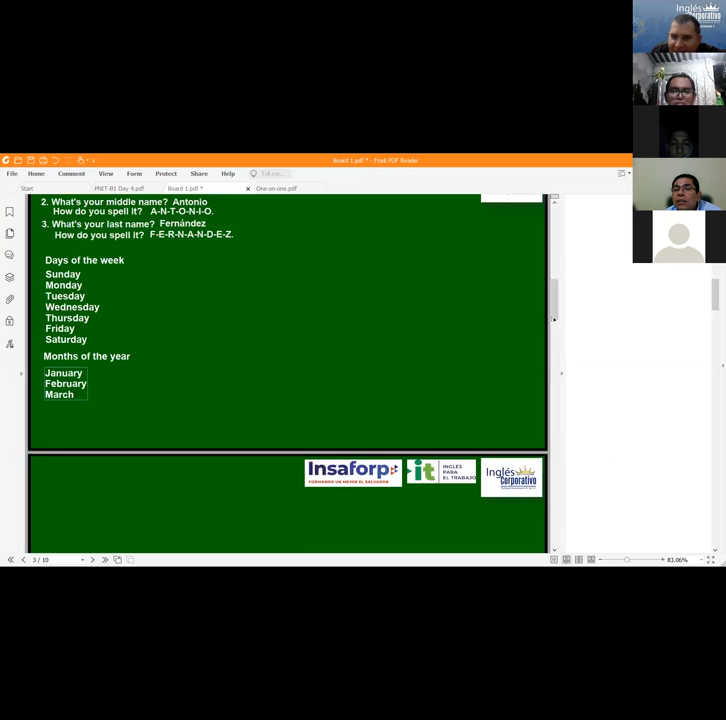 Inglés
Corporativo
Board 1.pdf * - Foxit PDF Reader
File Home Comment View Form Protect Share Help Tell me...
Start PNIT-B1 Day 4.pdf Board 1.pdf * One-on-one.pdf
2. What's your middle name? Antonio
How do you spell it? A-N-T-O-N-I-O.
3. What's your last name? Fernández
How do you spell it? F-E-R-N-A-N-D-E-Z.
Days of the week
Sunday
Monday
Tuesday
Wednesday
Thursday
Friday
Saturday
Months of the year
January
February
March
Insaforp
FORMANDO UN MEJOR EL SALVADOR
it
INGLÉS
PARA
EL TRABAJO
Inglés
Corporativo
3 / 10
83.06%